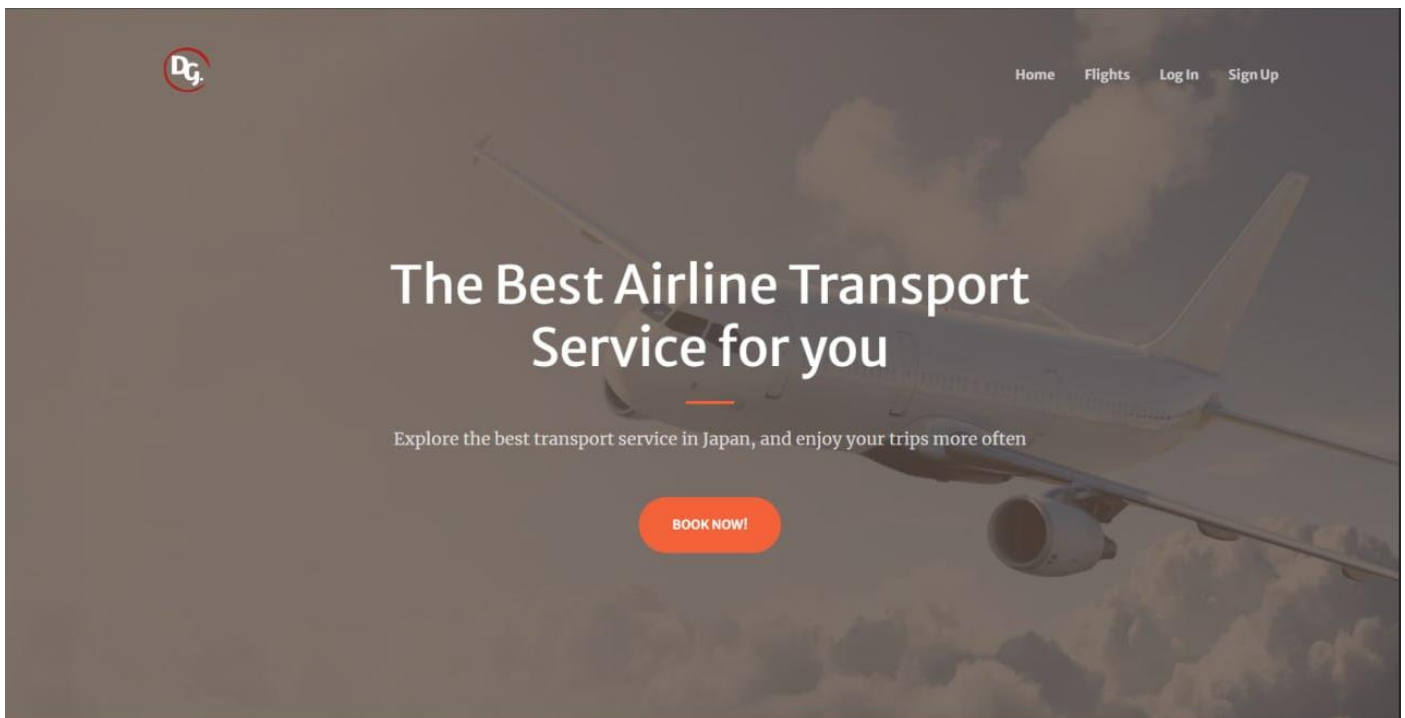 DG.
Home Flights Log In Sign Up
The Best Airline Transport
Service for you
Explore the best transport service in Japan, and enjoy your trips more often
BOOK NOW!